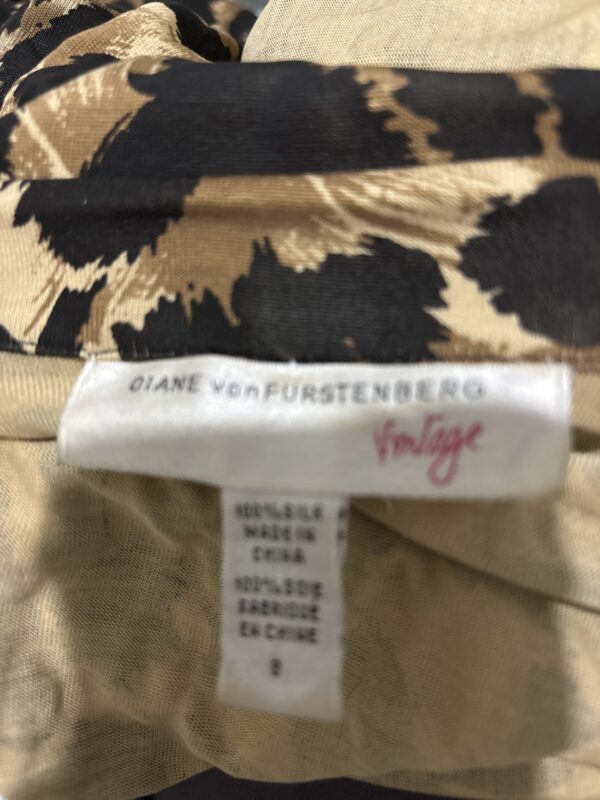 DIANE von FURSTENBERG
vintage
100% SILK
MADE IN
CHINA
100% SOIE
FABRIQUE
EN CHINE
8